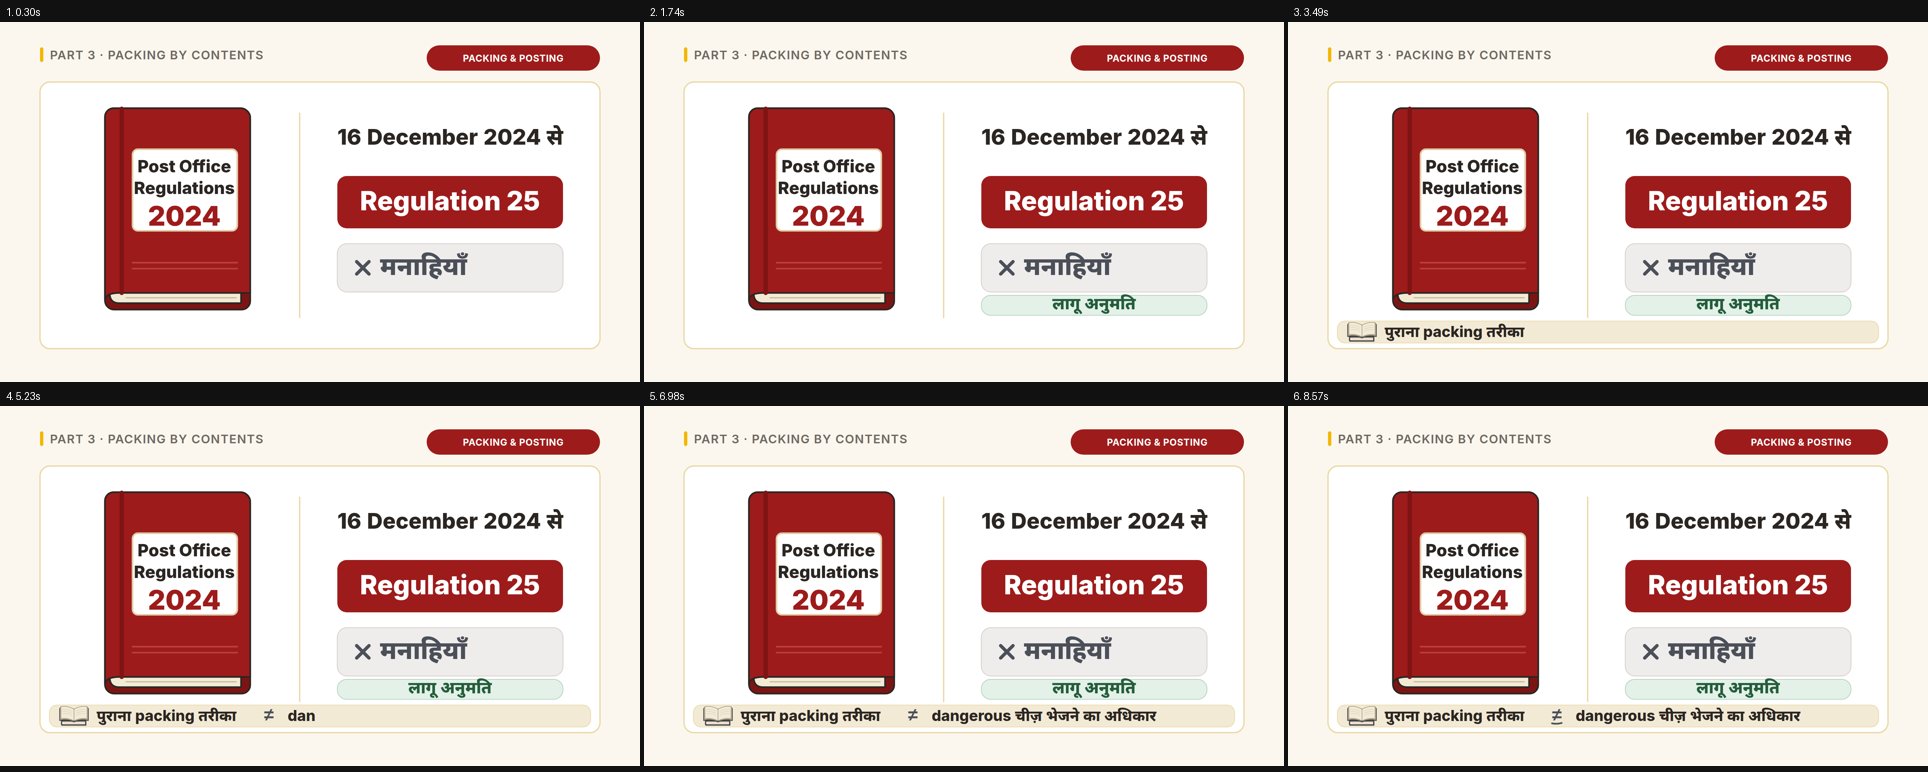 1. 0.30s
PART 3 · PACKING BY CONTENTS
PACKING & POSTING
Post Office
Regulations
2024
16 December 2024 से
Regulation 25
× मनाहियाँ
2. 1.74s
PART 3 · PACKING BY CONTENTS
PACKING & POSTING
Post Office
Regulations
2024
16 December 2024 से
Regulation 25
× मनाहियाँ
लागू अनुमति
3. 3.49s
PART 3 · PACKING BY CONTENTS
PACKING & POSTING
Post Office
Regulations
2024
16 December 2024 से
Regulation 25
× मनाहियाँ
लागू अनुमति
पुराना packing तरीका
4. 5.23s
PART 3 · PACKING BY CONTENTS
PACKING & POSTING
Post Office
Regulations
2024
16 December 2024 से
Regulation 25
× मनाहियाँ
लागू अनुमति
पुराना packing तरीका ≠ dan
5. 6.98s
PART 3 · PACKING BY CONTENTS
PACKING & POSTING
Post Office
Regulations
2024
16 December 2024 से
Regulation 25
× मनाहियाँ
लागू अनुमति
पुराना packing तरीका ≠ dangerous चीज़ भेजने का अधिकार
6. 8.57s
PART 3 · PACKING BY CONTENTS
PACKING & POSTING
Post Office
Regulations
2024
16 December 2024 से
Regulation 25
× मनाहियाँ
लागू अनुमति
पुराना packing तरीका ≠ dangerous चीज़ भेजने का अधिकार